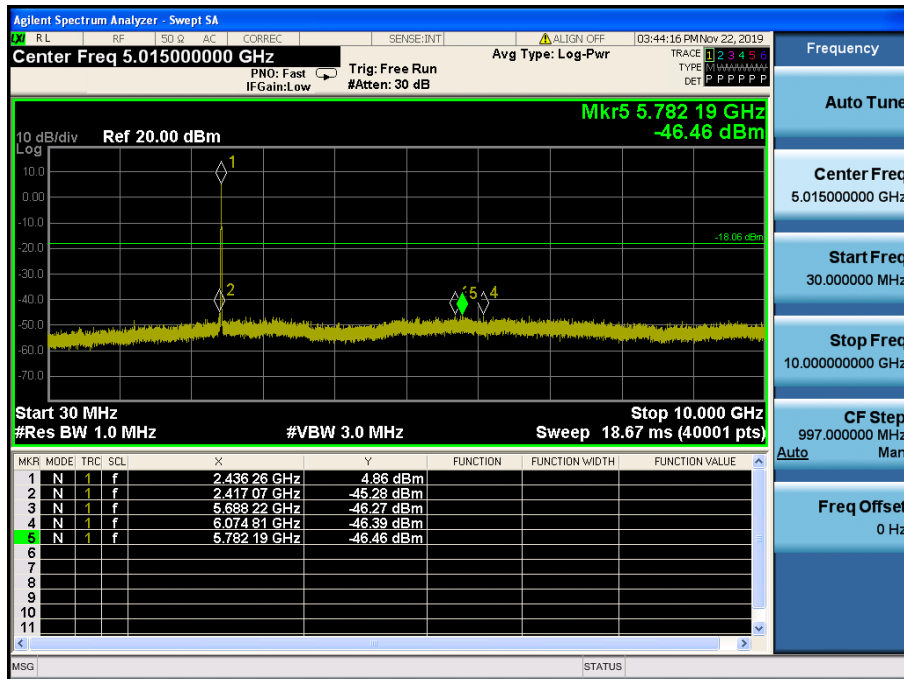 Agilent Spectrum Analyzer - Swept SA
LXI RL RF 50 Ω AC CORREC SENSE:INT ALIGN OFF 03:44:16 PM Nov 22, 2019
Center Freq 5.015000000 GHz
PNO: Fast
IFGain:Low
Trig: Free Run
#Atten: 30 dB
Avg Type: Log-Pwr
TRACE 1 2 3 4 5 6
TYPE M WWWWW
DET P P P P P P
Mkr5 5.782 19 GHz
-46.46 dBm
10 dB/div Ref 20.00 dBm
Log
10.0
0.00
-10.0
-20.0
-30.0
-40.0
-50.0
-60.0
-70.0
1
2
5
4
-18.06 dBm
Start 30 MHz Stop 10.000 GHz
#Res BW 1.0 MHz #VBW 3.0 MHz Sweep 18.67 ms (40001 pts)
MKR MODE TRC SCL X Y FUNCTION FUNCTION WIDTH FUNCTION VALUE
1 N 1 f 2.436 26 GHz 4.86 dBm
2 N 1 f 2.417 07 GHz -45.28 dBm
3 N 1 f 5.688 22 GHz -46.27 dBm
4 N 1 f 6.074 81 GHz -46.39 dBm
5 N 1 f 5.782 19 GHz -46.46 dBm
6
7
8
9
10
11
MSG STATUS
Frequency
Auto Tune
Center Freq
5.015000000 GHz
Start Freq
30.000000 MHz
Stop Freq
10.000000000 GHz
CF Step
997.000000 MHz
Auto Man
Freq Offset
0 Hz